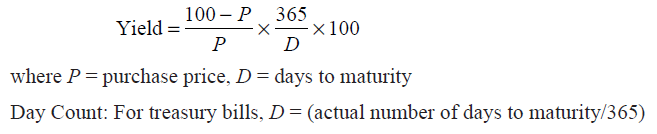 Yield = (100 – P)/P × 365/D × 100
where P = purchase price, D = days to maturity
Day Count: For treasury bills, D = (actual number of days to maturity/365)